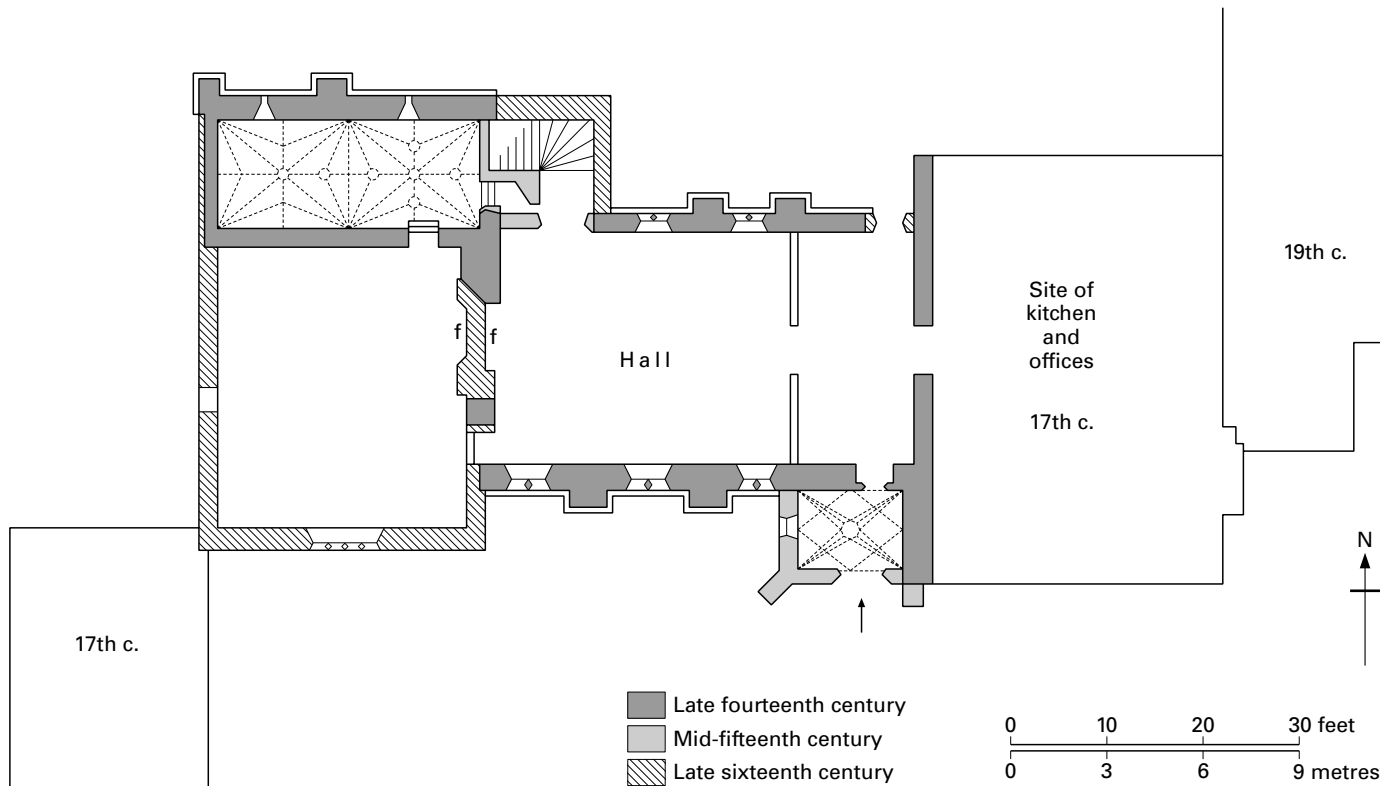 19th c.
Site of
kitchen
and
offices
17th c.
f f
Hall
N
17th c.
Late fourteenth century
Mid-fifteenth century
Late sixteenth century
0 10 20 30 feet
0 3 6 9 metres